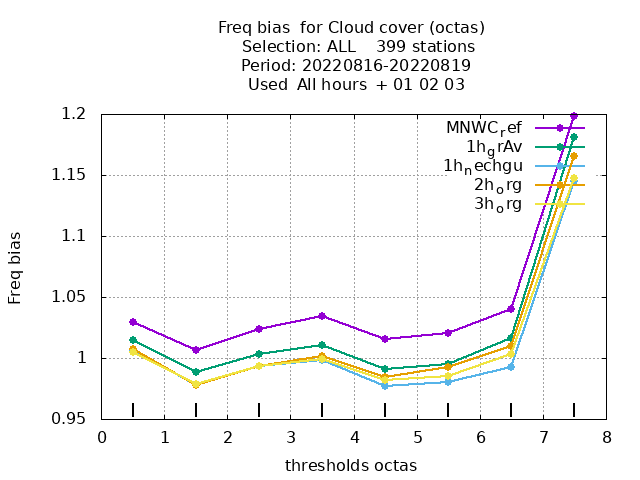 Freq bias  for Cloud cover (octas)
Selection: ALL    399 stations
Period: 20220816-20220819
Used  All hours  + 01 02 03
1.2
1.15
1.1
1.05
1
0.95
Freq bias
MNWC_ref
1h_grAv
1h_nechgu
2h_org
3h_org
0 1 2 3 4 5 6 7 8
thresholds octas